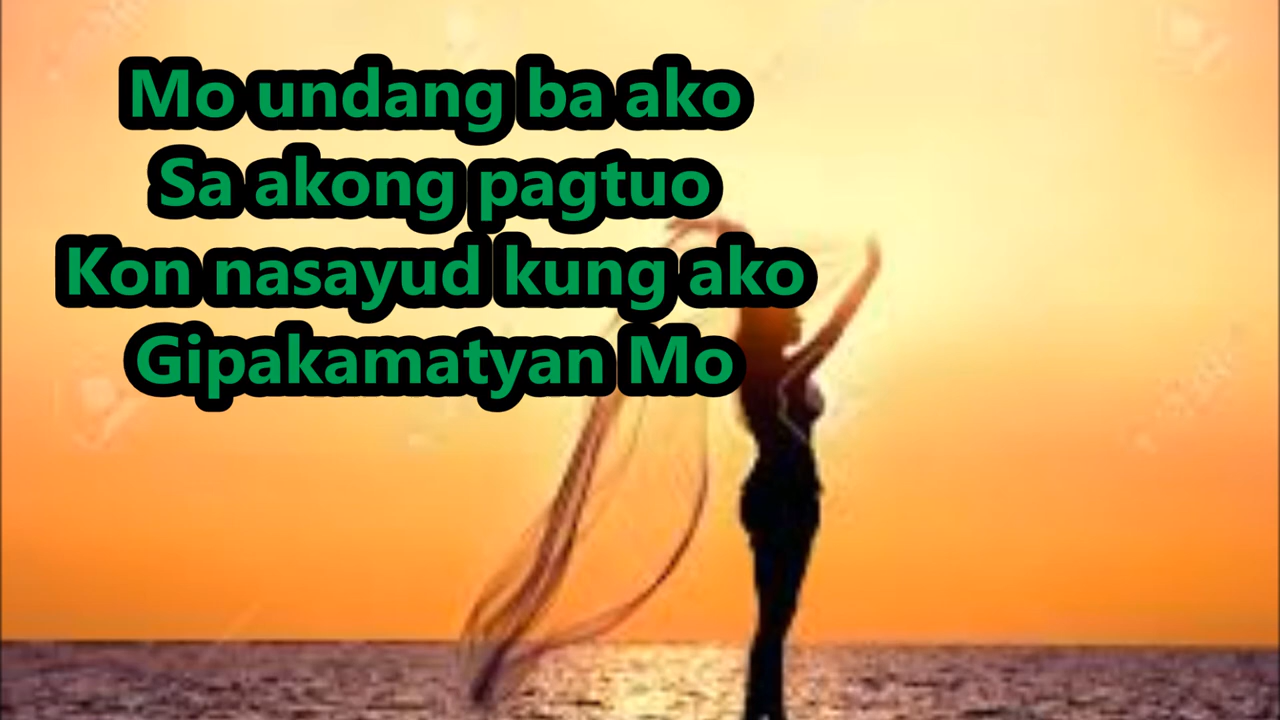 Mo undang ba ako
Sa akong pagtuo
Kon nasayud kung ako
Gipakamatyan Mo